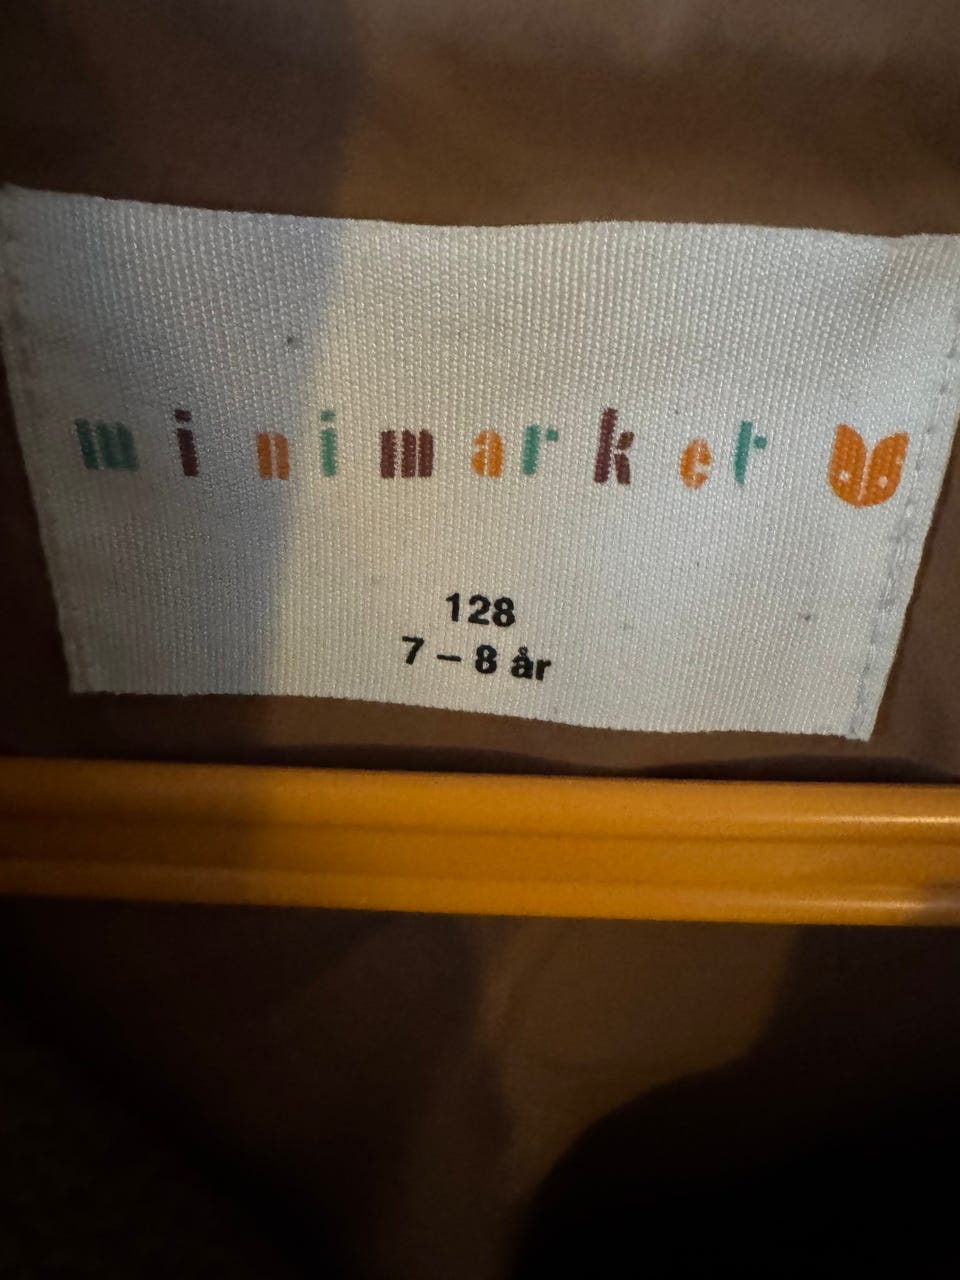 minimarket
128
7 – 8 år